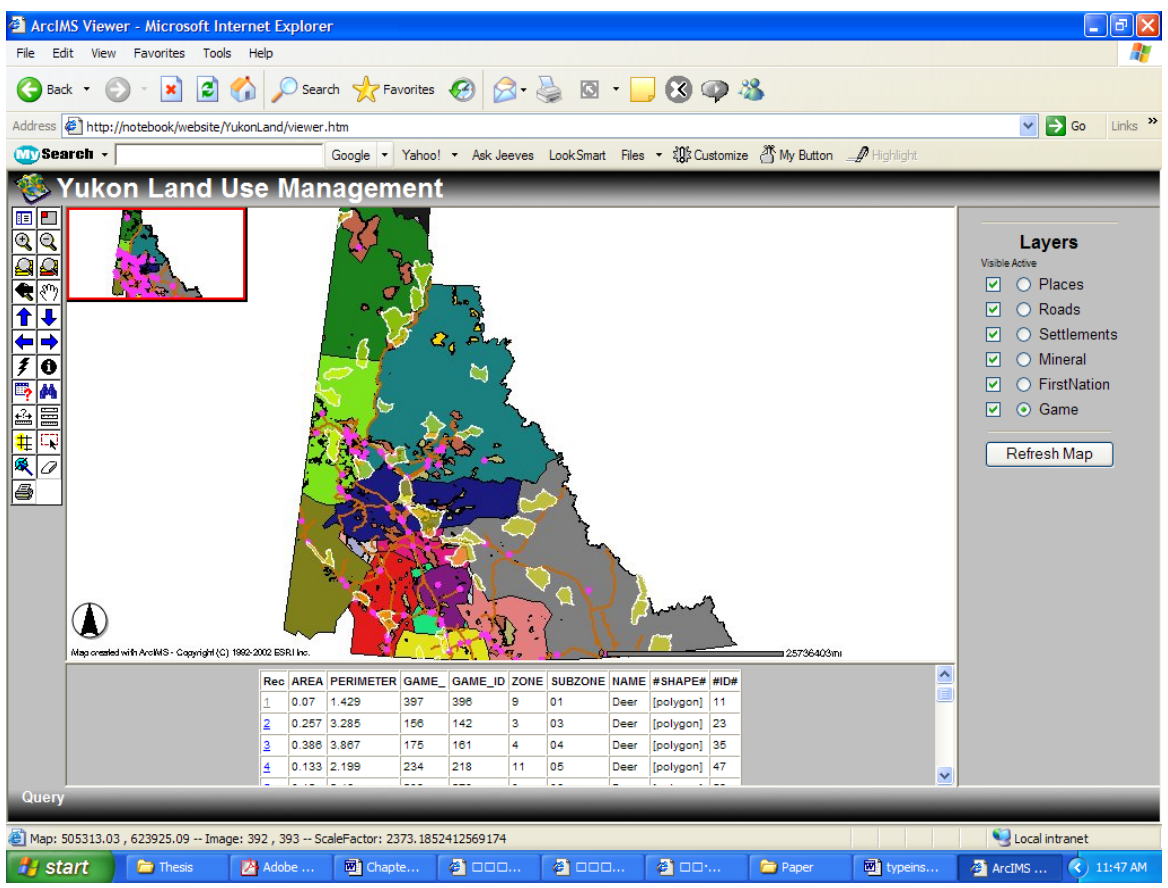 ArcIMS Viewer - Microsoft Internet Explorer
File Edit View Favorites Tools Help
Back Search Favorites
Address http://notebook/website/YukonLand/viewer.htm Go Links »
My Search Google Yahoo! Ask Jeeves LookSmart Files Customize My Button Highlight
Yukon Land Use Management
Layers
Visible Active
Places
Roads
Settlements
Mineral
FirstNation
Game
Refresh Map
Map created with ArcIMS - Copyright (C) 1992-2002 ESRI Inc.
0 25736403mi
Rec AREA PERIMETER GAME_ GAME_ID ZONE SUBZONE NAME #SHAPE# #ID#
1 0.07 1.429 397 396 9 01 Deer [polygon] 11
2 0.257 3.285 156 142 3 03 Deer [polygon] 23
3 0.386 3.867 175 161 4 04 Deer [polygon] 35
4 0.133 2.199 234 218 11 05 Deer [polygon] 47
Query
Map: 505313.03 , 623925.09 -- Image: 392 , 393 -- ScaleFactor: 2373.1852412569174
Local intranet
start Thesis Adobe ... Chapte... □□□... □□□... □□·... Paper typeins... ArcIMS ... 11:47 AM